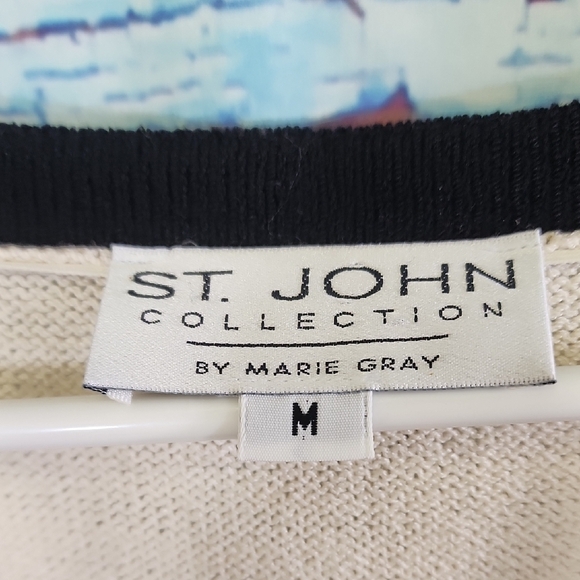 ST. JOHN
COLLECTION
BY MARIE GRAY
M